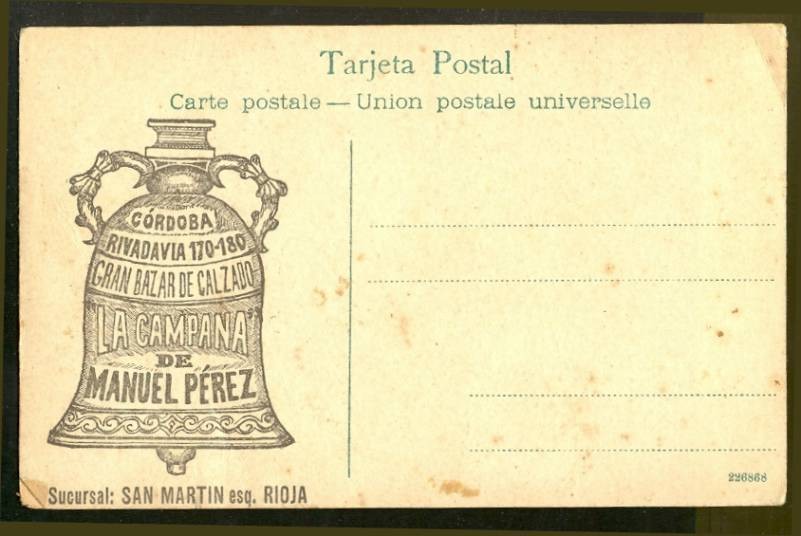 Tarjeta Postal
Carte postale — Union postale universelle
CÓRDOBA
RIVADAVIA 170-180
GRAN BAZAR DE CALZADO
"LA CAMPANA"
DE
MANUEL PÉREZ
Sucursal: SAN MARTIN esq. RIOJA
226868